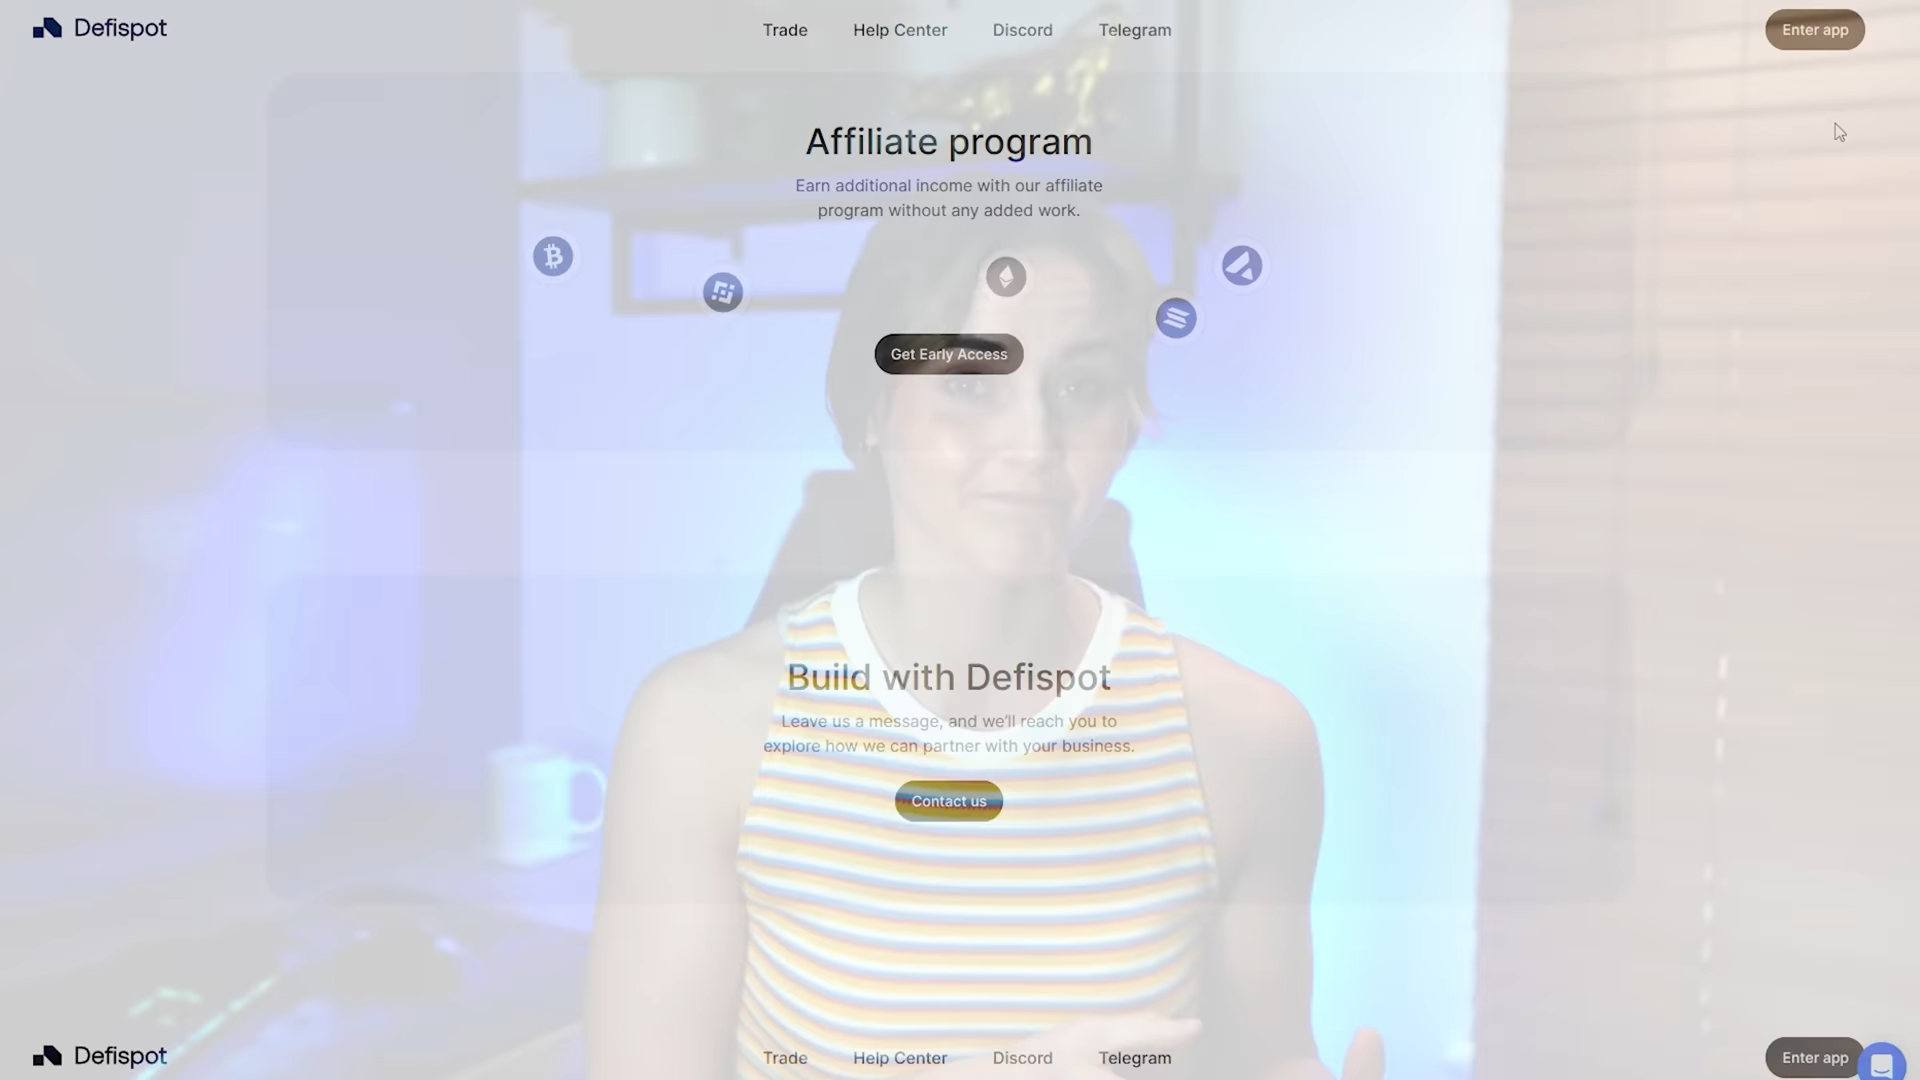 Defispot
Trade
Help Center
Discord
Telegram
Enter app
Affiliate program
Earn additional income with our affiliate
program without any added work.
Get Early Access
Build with Defispot
Leave us a message, and we'll reach you to
explore how we can partner with your business.
Contact us
Defispot
Trade
Help Center
Discord
Telegram
Enter app